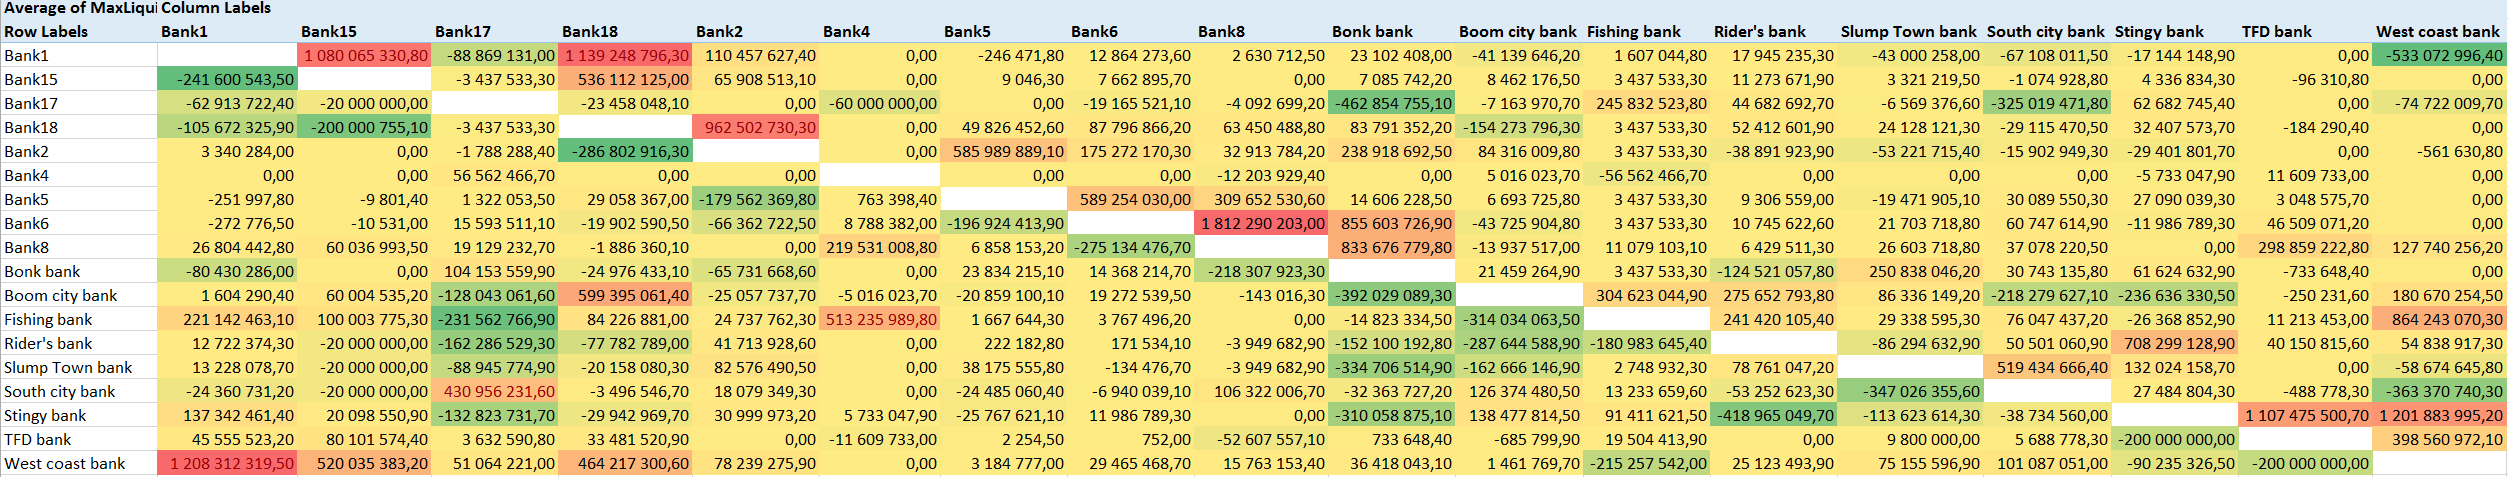 Average of MaxLiqui Column Labels
Row Labels Bank1 Bank15 Bank17 Bank18 Bank2 Bank4 Bank5 Bank6 Bank8 Bonk bank Boom city bank Fishing bank Rider's bank Slump Town bank South city bank Stingy bank TFD bank West coast bank
Bank1 1 080 065 330,80 -88 869 131,00 1 139 248 796,30 110 457 627,40 0,00 -246 471,80 12 864 273,60 2 630 712,50 23 102 408,00 -41 139 646,20 1 607 044,80 17 945 235,30 -43 000 258,00 -67 108 011,50 -17 144 148,90 0,00 -533 072 996,40
Bank15 -241 600 543,50 -3 437 533,30 536 112 125,00 65 908 513,10 0,00 9 046,30 7 662 895,70 0,00 7 085 742,20 8 462 176,50 3 437 533,30 11 273 671,90 3 321 219,50 -1 074 928,80 4 336 834,30 -96 310,80 0,00
Bank17 -62 913 722,40 -20 000 000,00 -23 458 048,10 0,00 -60 000 000,00 0,00 -19 165 521,10 -4 092 699,20 -462 854 755,10 -7 163 970,70 245 832 523,80 44 682 692,70 -6 569 376,60 -325 019 471,80 62 682 745,40 0,00 -74 722 009,70
Bank18 -105 672 325,90 -200 000 755,10 -3 437 533,30 962 502 730,30 0,00 49 826 452,60 87 796 866,20 63 450 488,80 83 791 352,20 -154 273 796,30 3 437 533,30 52 412 601,90 24 128 121,30 -29 115 470,50 32 407 573,70 -184 290,40 0,00
Bank2 3 340 284,00 0,00 -1 788 288,40 -286 802 916,30 0,00 585 989 889,10 175 272 170,30 32 913 784,20 238 918 692,50 84 316 009,80 3 437 533,30 -38 891 923,90 -53 221 715,40 -15 902 949,30 -29 401 801,70 0,00 -561 630,80
Bank4 0,00 0,00 56 562 466,70 0,00 0,00 0,00 0,00 -12 203 929,40 0,00 5 016 023,70 -56 562 466,70 0,00 0,00 0,00 -5 733 047,90 11 609 733,00 0,00
Bank5 -251 997,80 -9 801,40 1 322 053,50 29 058 367,00 -179 562 369,80 763 398,40 589 254 030,00 309 652 530,60 14 606 228,50 6 693 725,80 3 437 533,30 9 306 559,00 -19 471 905,10 30 089 550,30 27 090 039,30 3 048 575,70 0,00
Bank6 -272 776,50 -10 531,00 15 593 511,10 -19 902 590,50 -66 362 722,50 8 788 382,00 -196 924 413,90 1 812 290 203,00 855 603 726,90 -43 725 904,80 3 437 533,30 10 745 622,60 21 703 718,80 60 747 614,90 -11 986 789,30 46 509 071,20 0,00
Bank8 26 804 442,80 60 036 993,50 19 129 232,70 -1 886 360,10 0,00 219 531 008,80 6 858 153,20 -275 134 476,70 833 676 779,80 -13 937 517,00 11 079 103,10 6 429 511,30 26 603 718,80 37 078 220,50 0,00 298 859 222,80 127 740 256,20
Bonk bank -80 430 286,00 0,00 104 153 559,90 -24 976 433,10 -65 731 668,60 0,00 23 834 215,10 14 368 214,70 -218 307 923,30 21 459 264,90 3 437 533,30 -124 521 057,80 250 838 046,20 30 743 135,80 61 624 632,90 -733 648,40 0,00
Boom city bank 1 604 290,40 60 004 535,20 -128 043 061,60 599 395 061,40 -25 057 737,70 -5 016 023,70 -20 859 100,10 19 272 539,50 -143 016,30 -392 029 089,30 304 623 044,90 275 652 793,80 86 336 149,20 -218 279 627,10 -236 636 330,50 -250 231,60 180 670 254,50
Fishing bank 221 142 463,10 100 003 775,30 -231 562 766,90 84 226 881,00 24 737 762,30 513 235 989,80 1 667 644,30 3 767 496,20 0,00 -14 823 334,50 -314 034 063,50 241 420 105,40 29 338 595,30 76 047 437,20 -26 368 852,90 11 213 453,00 864 243 070,30
Rider's bank 12 722 374,30 -20 000 000,00 -162 286 529,30 -77 782 789,00 41 713 928,60 0,00 222 182,80 171 534,10 -3 949 682,90 -152 100 192,80 -287 644 588,90 -180 983 645,40 -86 294 632,90 50 501 060,90 708 299 128,90 40 150 815,60 54 838 917,30
Slump Town bank 13 228 078,70 -20 000 000,00 -88 945 774,90 -20 158 080,30 82 576 490,50 0,00 38 175 555,80 -134 476,70 -3 949 682,90 -334 706 514,90 -162 666 146,90 2 748 932,30 78 761 047,20 519 434 666,40 132 024 158,70 0,00 -58 674 645,80
South city bank -24 360 731,20 -20 000 000,00 430 956 231,60 -3 496 546,70 18 079 349,30 0,00 -24 485 060,40 -6 940 039,10 106 322 006,70 -32 363 727,20 126 374 480,50 13 233 659,60 -53 252 623,30 -347 026 355,60 27 484 804,30 -488 778,30 -363 370 740,30
Stingy bank 137 342 461,40 20 098 550,90 -132 823 731,70 -29 942 969,70 30 999 973,20 5 733 047,90 -25 767 621,10 11 986 789,30 0,00 -310 058 875,10 138 477 814,50 91 411 621,50 -418 965 049,70 -113 623 614,30 -38 734 560,00 1 107 475 500,70 1 201 883 995,20
TFD bank 45 555 523,20 80 101 574,40 3 632 590,80 33 481 520,90 0,00 -11 609 733,00 2 254,50 752,00 -52 607 557,10 733 648,40 -685 799,90 19 504 413,90 0,00 9 800 000,00 5 688 778,30 -200 000 000,00 398 560 972,10
West coast bank 1 208 312 319,50 520 035 383,20 51 064 221,00 464 217 300,60 78 239 275,90 0,00 3 184 777,00 29 465 468,70 15 763 153,40 36 418 043,10 1 461 769,70 -215 257 542,00 25 123 493,90 75 155 596,90 101 087 051,00 -90 235 326,50 -200 000 000,00